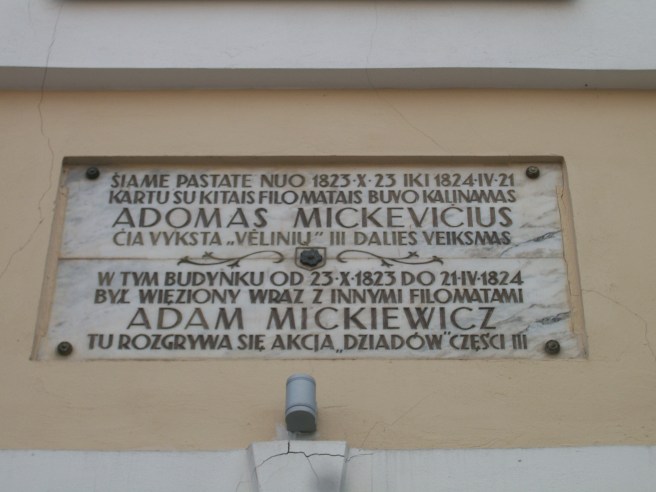 ŠIAME PASTATE NUO 1823·X·23 IKI 1824·IV·21
KARTU SU KITAIS FILOMATAIS BUVO KALINAMAS
ADOMAS MICKEVIČIUS
ČIA VYKSTA „VĖLINIŲ” III DALIES VEIKSMAS
W TYM BUDYNKU OD 23·X·1823 DO 21·IV·1824
BYŁ WIĘZIONY WRAZ Z INNYMI FILOMATAMI
ADAM MICKIEWICZ
TU ROZGRYWA SIĘ AKCJA „DZIADÓW” CZĘŚCI III